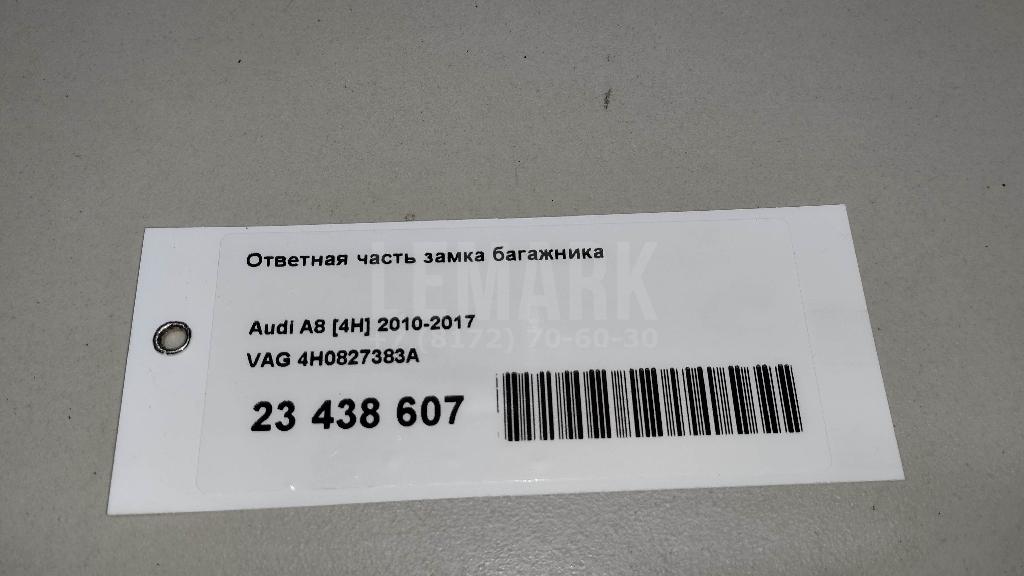 Ответная часть замка багажника
LEMARK
Audi A8 [4H] 2010-2017
+7 (8172) 70-60-30
VAG 4H0827383A
23 438 607